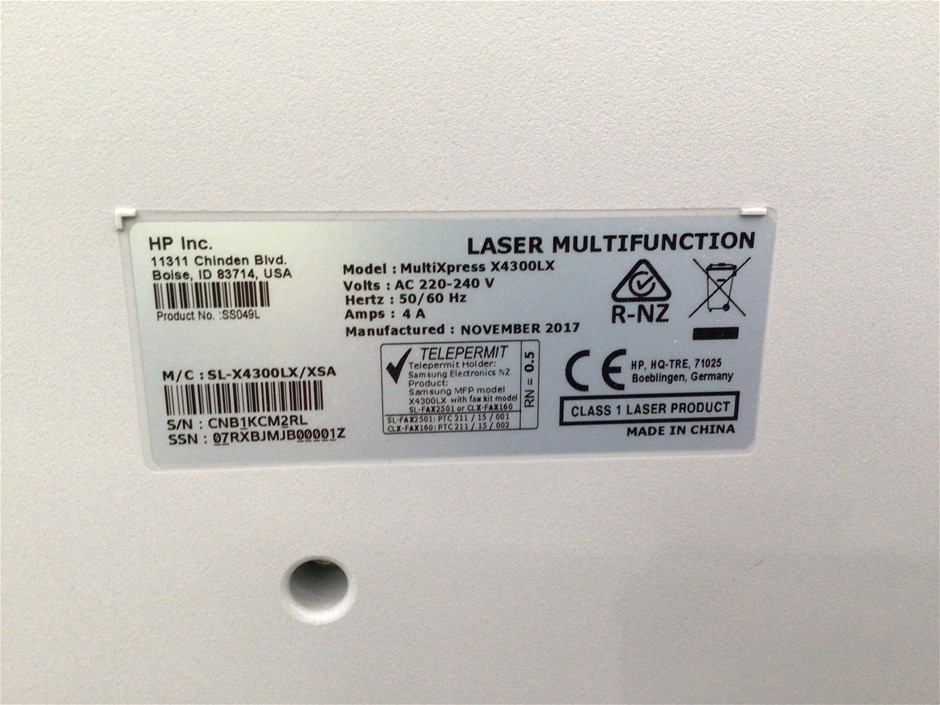 HP Inc.
11311 Chinden Blvd.
Boise, ID 83714, USA
Product No. :SS049L
M/C : SL-X4300LX/XSA
S/N : CNB1KCM2RL
SSN : 07RXBJMJB00001Z
LASER MULTIFUNCTION
Model : MultiXpress X4300LX
Volts : AC 220-240 V
Hertz : 50/60 Hz
Amps : 4 A
Manufactured : NOVEMBER 2017
TELEPERMIT
Telepermit Holder:
Samsung Electronics NZ
Product:
Samsung MFP model
X4300LX with fax kit model
SL-FAX2501 or CLX-FAX160
SL-FAX2501: PTC 211 / 15 / 001
CLX-FAX160: PTC 211 / 15 / 002
RN = 0.5
R-NZ
CE
HP, HQ-TRE, 71025
Boeblingen, Germany
CLASS 1 LASER PRODUCT
MADE IN CHINA